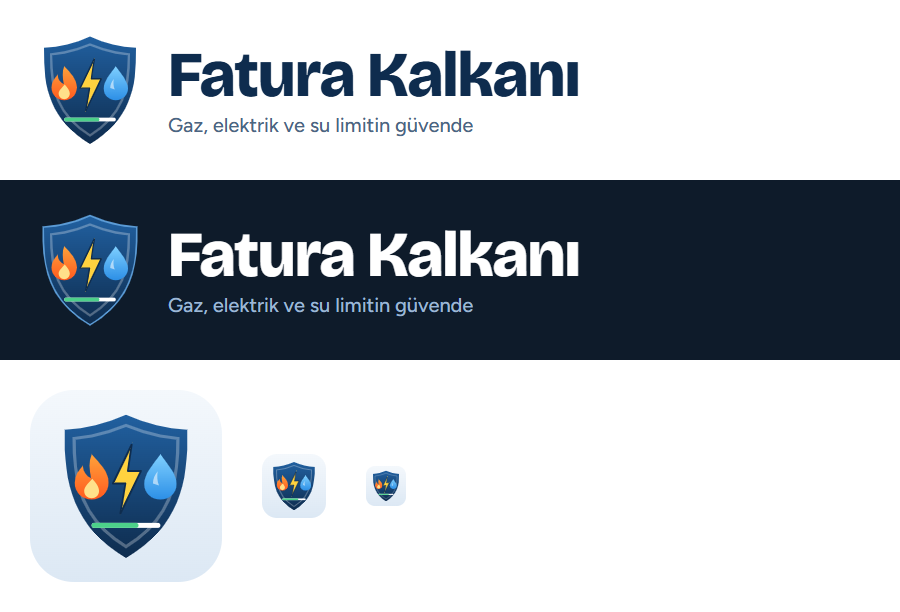 Fatura Kalkanı
Gaz, elektrik ve su limitin güvende
Fatura Kalkanı
Gaz, elektrik ve su limitin güvende